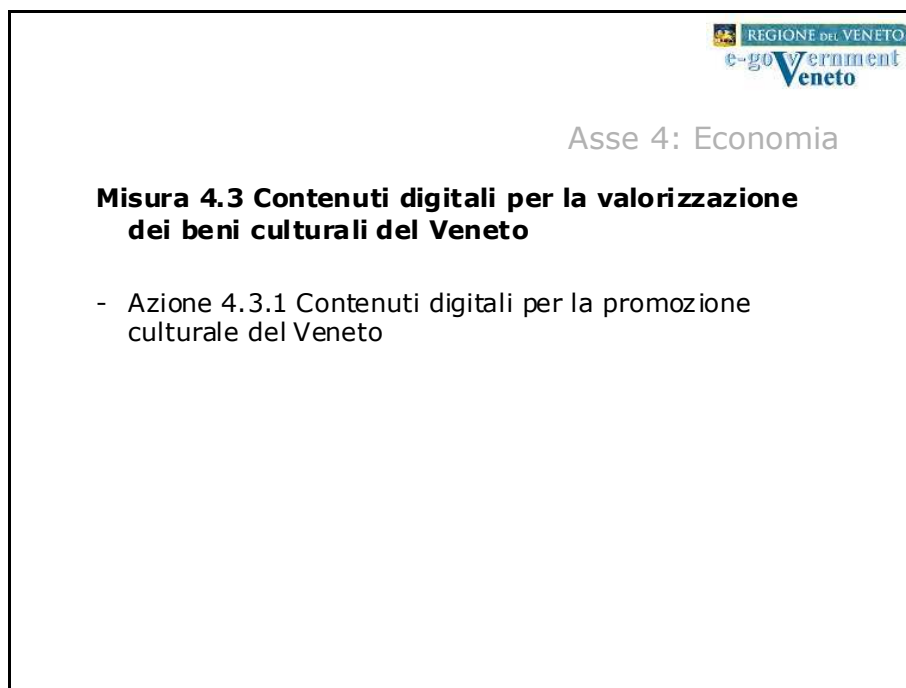 REGIONE DEL VENETO
e-government
Veneto
Asse 4: Economia
Misura 4.3 Contenuti digitali per la valorizzazione
dei beni culturali del Veneto
- Azione 4.3.1 Contenuti digitali per la promozione
culturale del Veneto